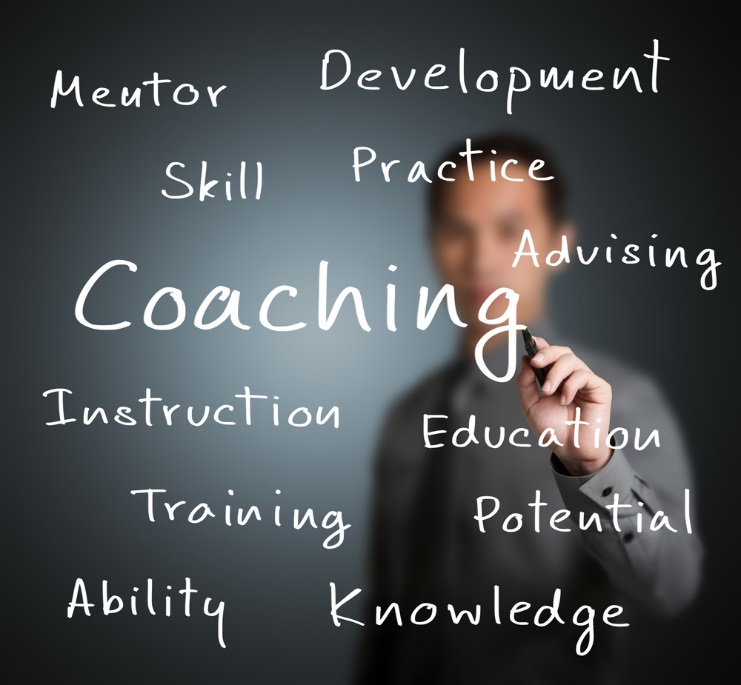 Mentor
Development
Skill
Practice
Advising
Coaching
Instruction
Education
Training
Potential
Ability
Knowledge